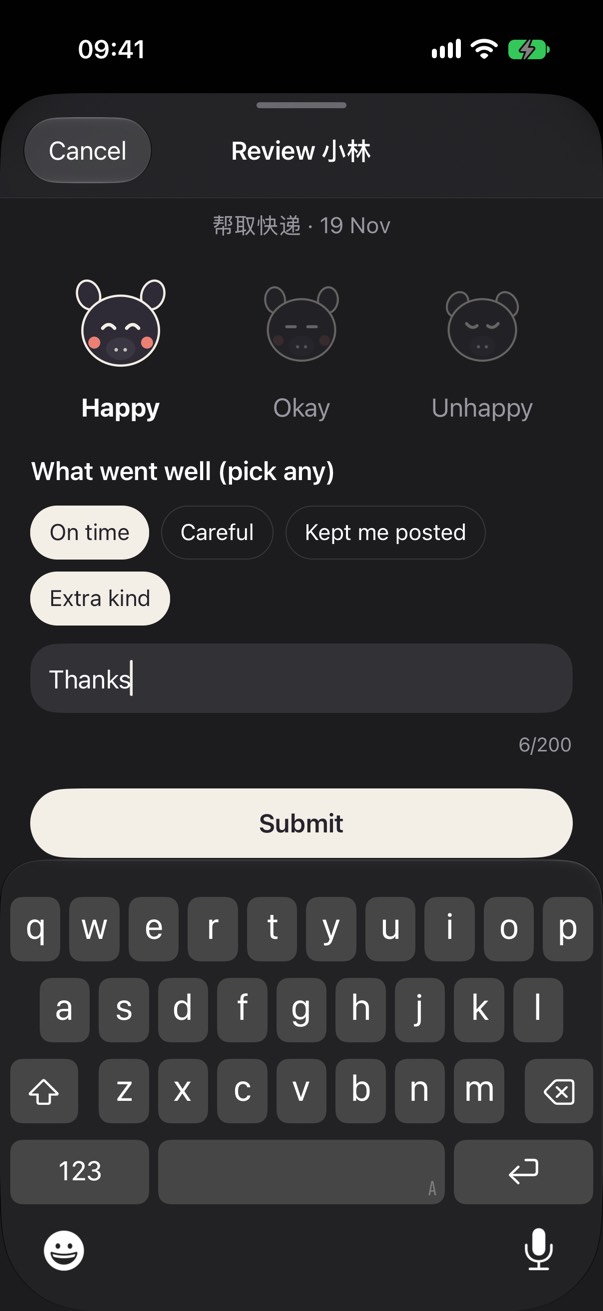 09:41
Cancel
Review 小林
帮取快递 · 19 Nov
Happy Okay Unhappy
What went well (pick any)
On time Careful Kept me posted
Extra kind
Thanks
6/200
Submit
q w e r t y u i o p
a s d f g h j k l
z x c v b n m
123
A